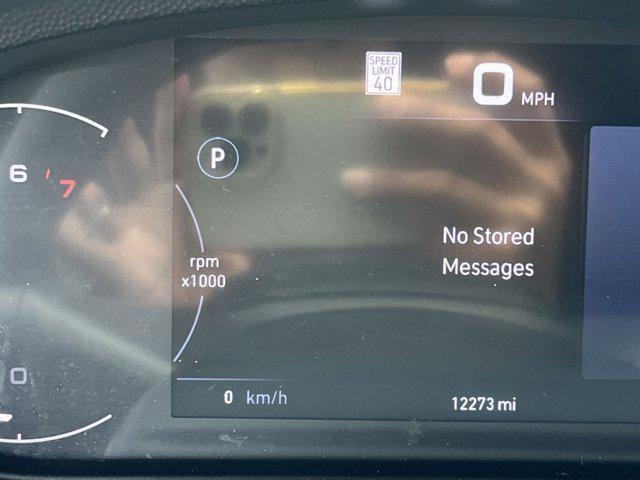 SPEED
LIMIT
40
0 MPH
P
6
7
No Stored
Messages
rpm
x1000
0
0 km/h
12273 mi